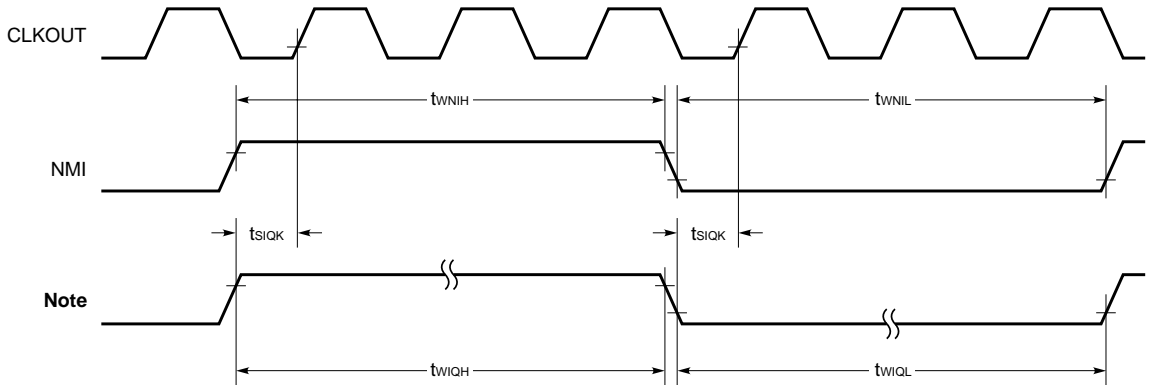 CLKOUT
tWNIH
tWNIL
NMI
tSIQK
tSIQK
Note
tWIQH
tWIQL